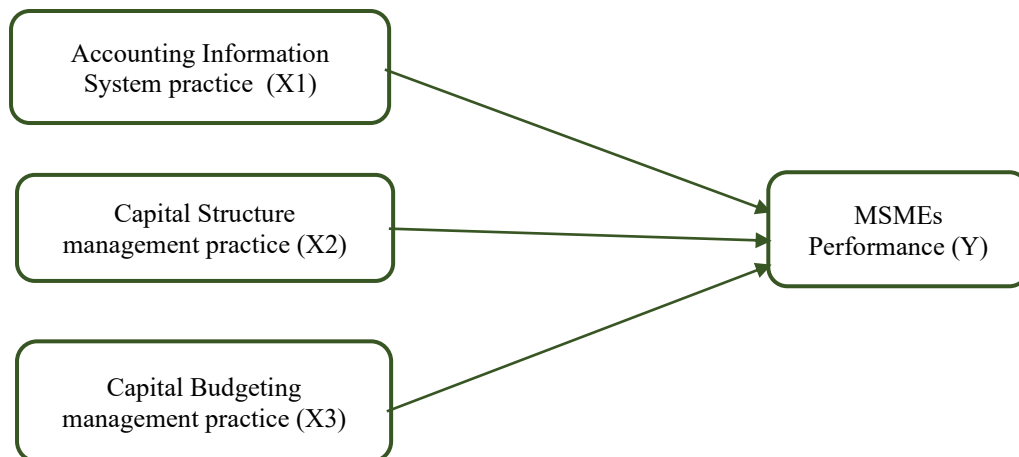 Accounting Information
System practice  (X1)
Capital Structure
management practice (X2)
MSMEs
Performance (Y)
Capital Budgeting
management practice (X3)